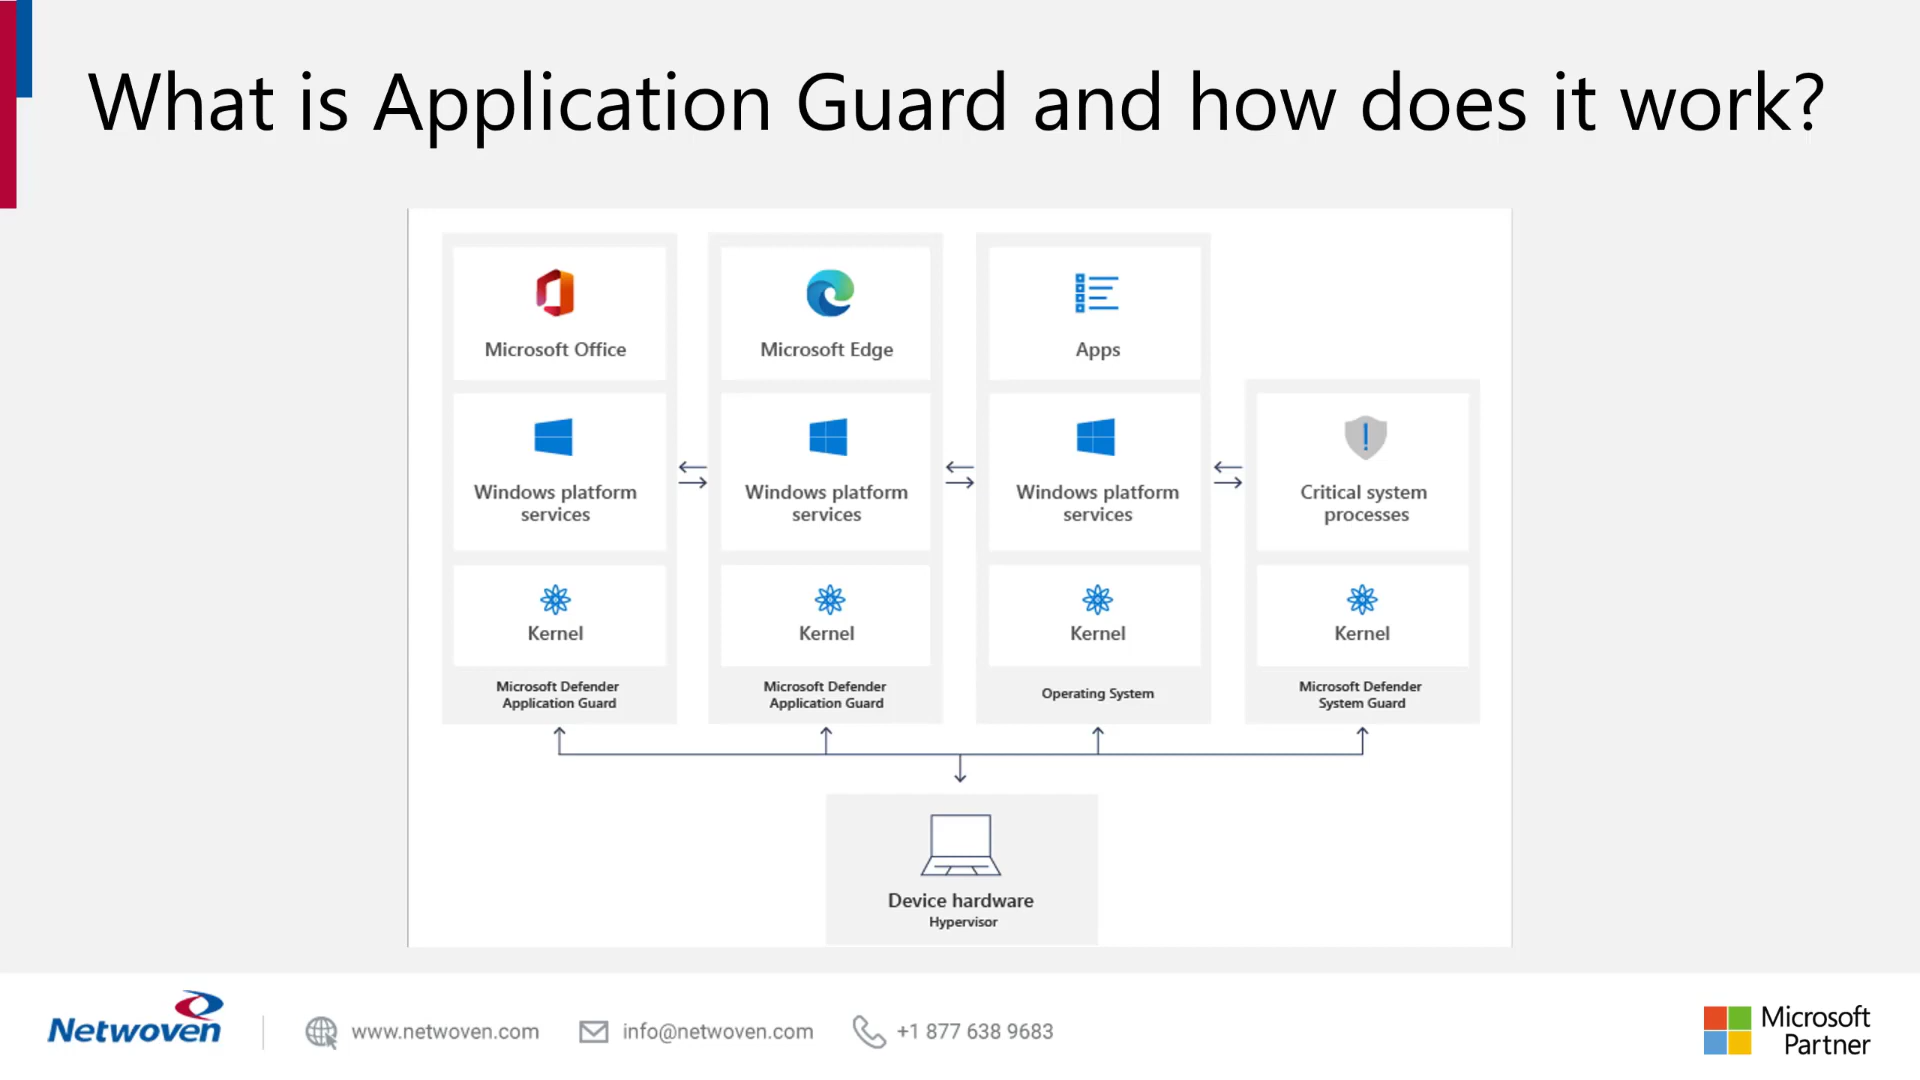 What is Application Guard and how does it work?
Microsoft Office
Microsoft Edge
Apps
Windows platform
services
Windows platform
services
Windows platform
services
Critical system
processes
Kernel
Kernel
Kernel
Kernel
Microsoft Defender
Application Guard
Microsoft Defender
Application Guard
Operating System
Microsoft Defender
System Guard
Device hardware
Hypervisor
Netwoven
www.netwoven.com
info@netwoven.com
+1 877 638 9683
Microsoft
Partner